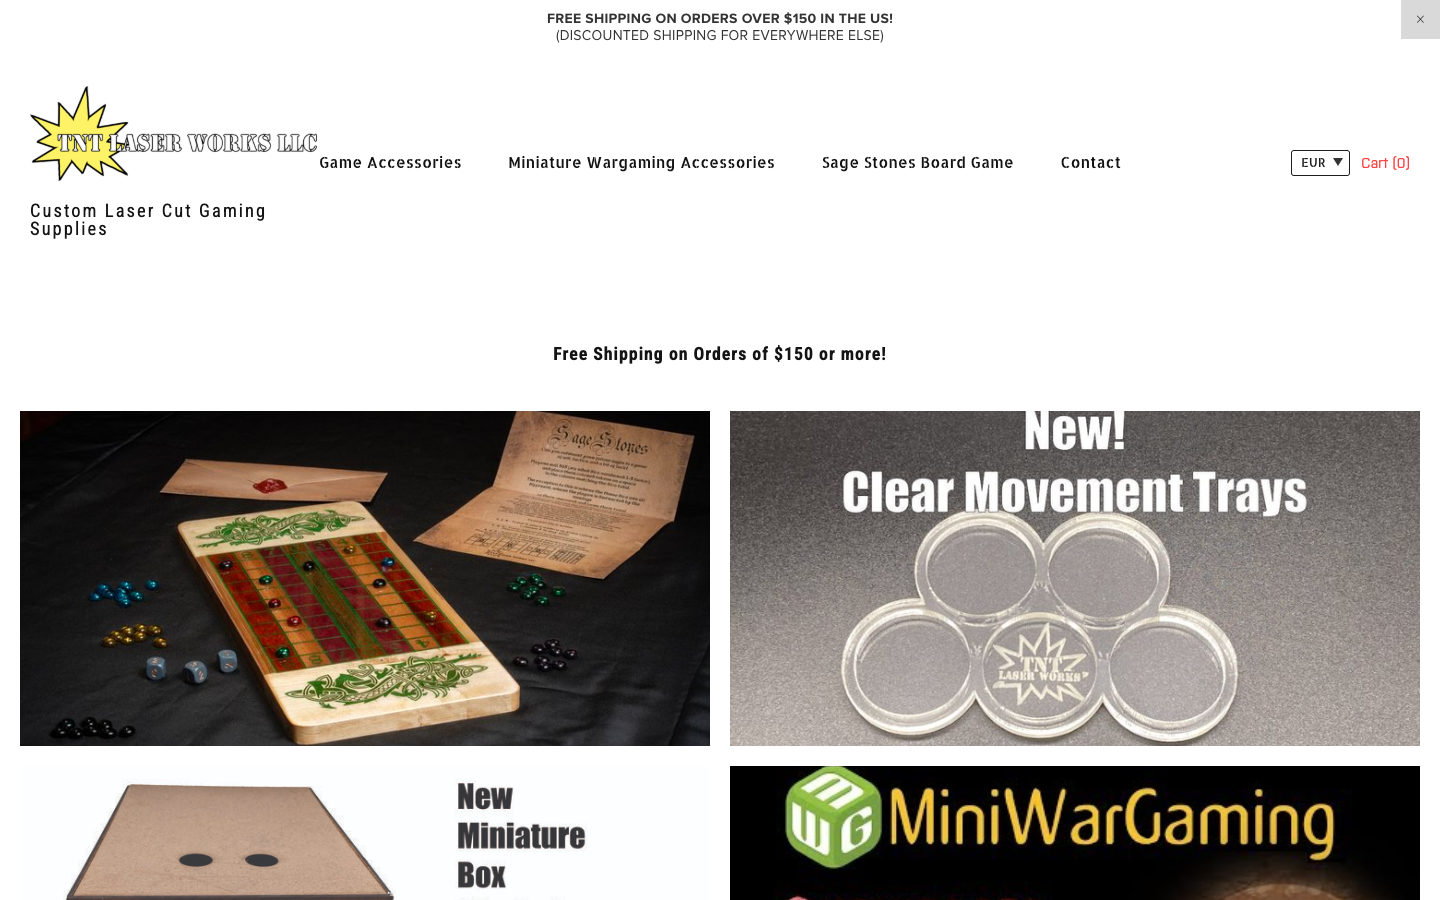 FREE SHIPPING ON ORDERS OVER $150 IN THE US!
(DISCOUNTED SHIPPING FOR EVERYWHERE ELSE)
×
TNT LASER WORKS LLC
Game Accessories
Miniature Wargaming Accessories
Sage Stones Board Game
Contact
EUR
Cart (0)
Custom Laser Cut Gaming
Supplies
Free Shipping on Orders of $150 or more!
Sage Stones
New!
Clear Movement Trays
TNT
LASER WORKS
New
Miniature
Box
MWG
MiniWarGaming